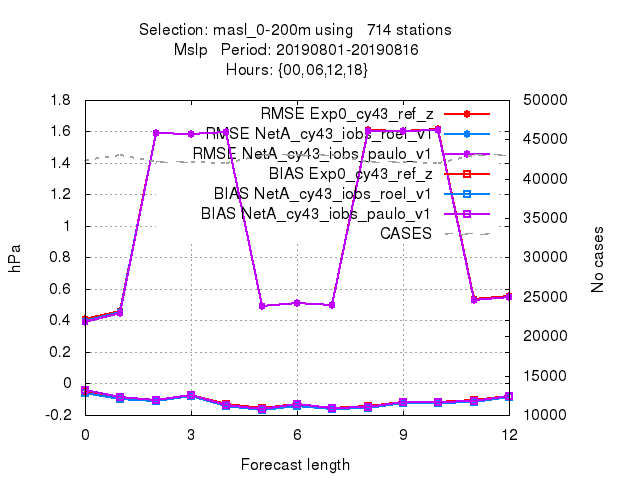 Selection: masl_0-200m using 714 stations
Mslp Period: 20190801-20190816
Hours: {00,06,12,18}
RMSE Exp0_cy43_ref_z
RMSE NetA_cy43_iobs_roel_v1
RMSE NetA_cy43_iobs_paulo_v1
BIAS Exp0_cy43_ref_z
BIAS NetA_cy43_iobs_roel_v1
BIAS NetA_cy43_iobs_paulo_v1
CASES
1.8
1.6
1.4
1.2
1
0.8
0.6
0.4
0.2
0
-0.2
hPa
50000
45000
40000
35000
30000
25000
20000
15000
10000
No cases
0 3 6 9 12
Forecast length